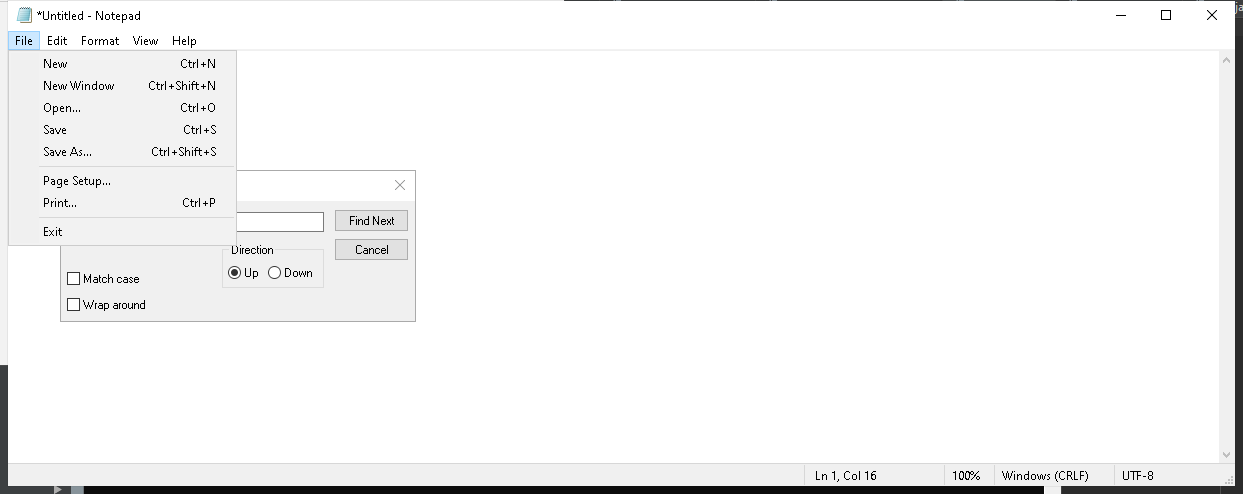 *Untitled - Notepad
File Edit Format View Help
New Ctrl+N
New Window Ctrl+Shift+N
Open... Ctrl+O
Save Ctrl+S
Save As... Ctrl+Shift+S
Page Setup...
Print... Ctrl+P
Exit
Find Next
Cancel
Direction
Up Down
Match case
Wrap around
Ln 1, Col 16 100% Windows (CRLF) UTF-8